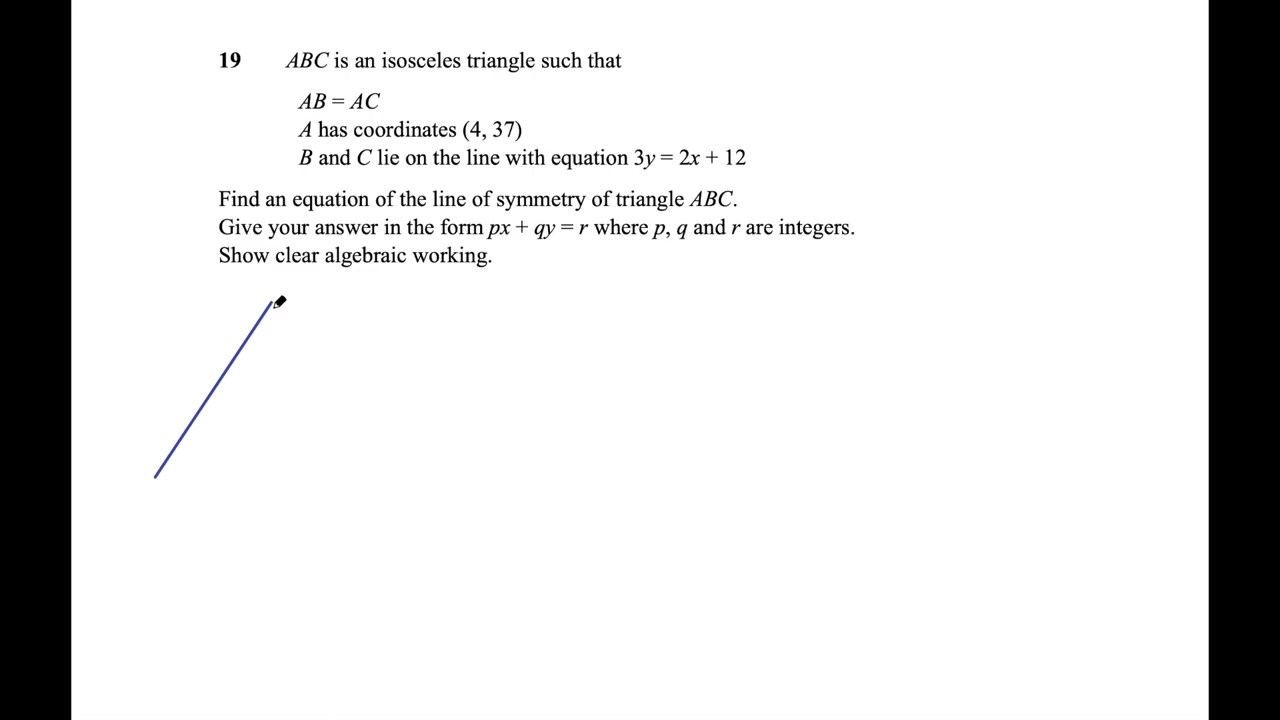 19 ABC is an isosceles triangle such that
AB = AC
A has coordinates (4, 37)
B and C lie on the line with equation 3y = 2x + 12
Find an equation of the line of symmetry of triangle ABC.
Give your answer in the form px + qy = r where p, q and r are integers.
Show clear algebraic working.